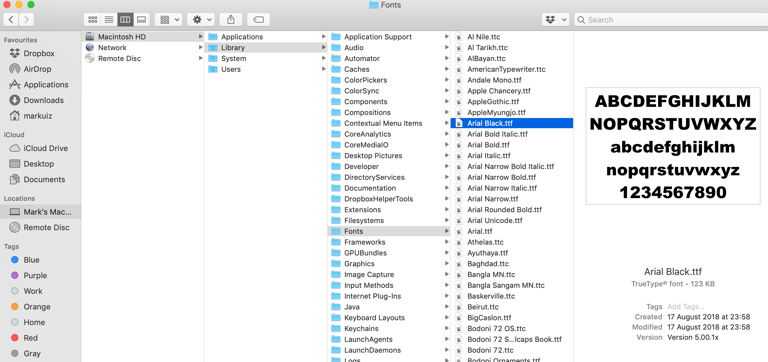 Fonts
Search
Favourites
Dropbox
AirDrop
Applications
Downloads
markuiz
iCloud
iCloud Drive
Desktop
Documents
Locations
Mark's Mac...
Remote Disc
Tags
Blue
Purple
Work
Orange
Home
Red
Gray
Macintosh HD
Network
Remote Disc
Applications
Library
System
Users
Application Support
Audio
Automator
Caches
ColorPickers
ColorSync
Components
Compositions
Contextual Menu Items
CoreAnalytics
CoreMediaIO
Desktop Pictures
Developer
DirectoryServices
Documentation
DropboxHelperTools
Extensions
Filesystems
Fonts
Frameworks
GPUBundles
Graphics
Image Capture
Input Methods
Internet Plug-Ins
Java
Keyboard Layouts
Keychains
LaunchAgents
LaunchDaemons
Logs
Al Nile.ttc
Al Tarikh.ttc
AlBayan.ttc
AmericanTypewriter.ttc
Andale Mono.ttf
Apple Chancery.ttf
AppleGothic.ttf
AppleMyungjo.ttf
Arial Black.ttf
Arial Bold Italic.ttf
Arial Bold.ttf
Arial Italic.ttf
Arial Narrow Bold Italic.ttf
Arial Narrow Bold.ttf
Arial Narrow Italic.ttf
Arial Narrow.ttf
Arial Rounded Bold.ttf
Arial Unicode.ttf
Arial.ttf
Athelas.ttc
Ayuthaya.ttf
Baghdad.ttc
Bangla MN.ttc
Bangla Sangam MN.ttc
Baskerville.ttc
Beirut.ttc
BigCaslon.ttf
Bodoni 72 OS.ttc
Bodoni 72 S...lcaps Book.ttf
Bodoni 72.ttc
Bodoni Ornaments.ttf
ABCDEFGHIJKLM
NOPQRSTUVWXYZ
abcdefghijklm
nopqrstuvwxyz
1234567890
Arial Black.ttf
TrueType® font - 123 KB
Tags Add Tags...
Created 17 August 2018 at 23:58
Modified 17 August 2018 at 23:58
Version Version 5.00.1x